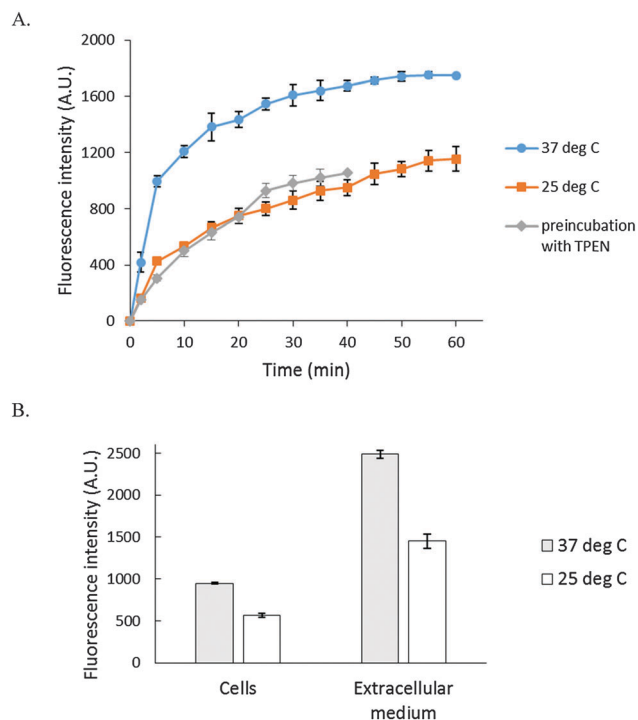 A.
Fluorescence intensity (A.U.)
2000
1600
1200
800
400
0
0 10 20 30 40 50 60
Time (min)
37 deg C
25 deg C
preincubation
with TPEN
B.
Fluorescence intensity (A.U.)
2500
2000
1500
1000
500
0
Cells
Extracellular
medium
37 deg C
25 deg C